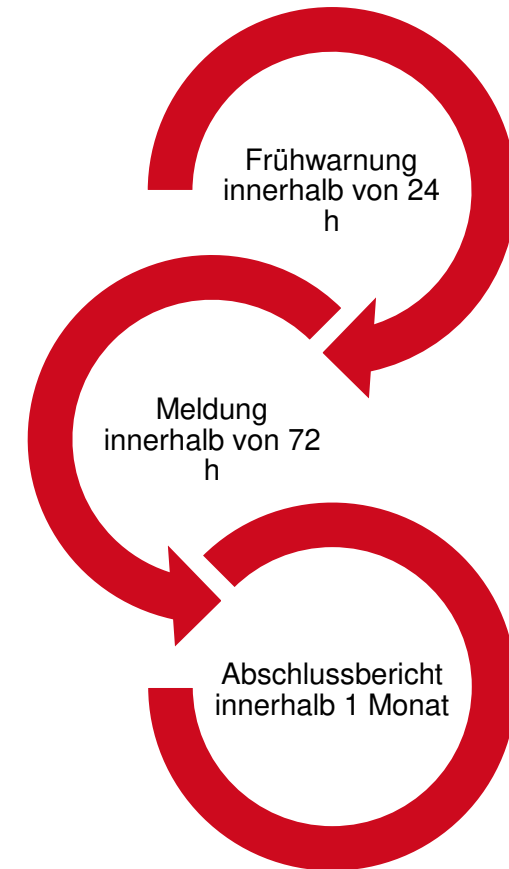 Frühwarnung
innerhalb von 24
h
Meldung
innerhalb von 72
h
Abschlussbericht
innerhalb 1 Monat